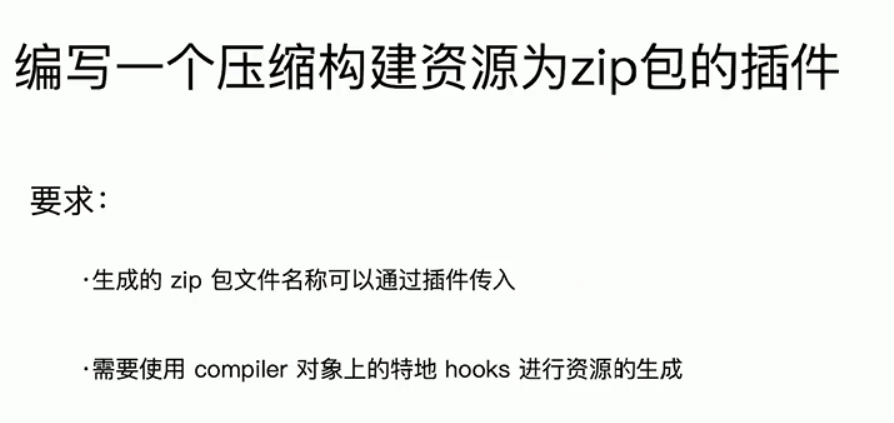 编写一个压缩构建资源为zip包的插件
要求：
·生成的 zip 包文件名称可以通过插件传入
·需要使用 compiler 对象上的特地 hooks 进行资源的生成